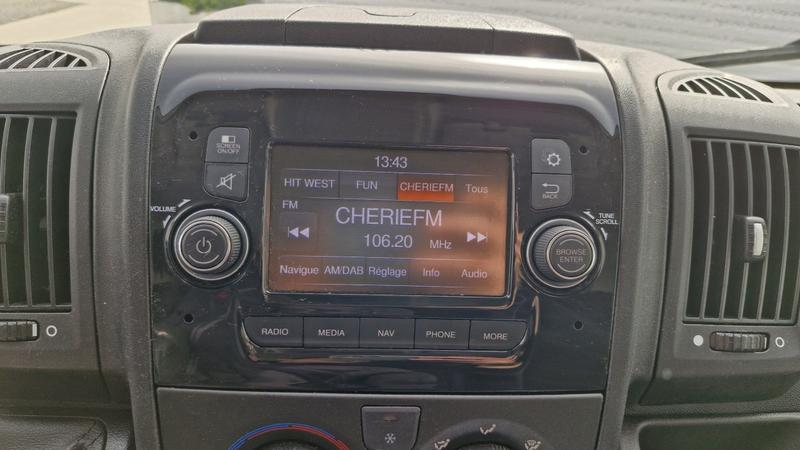 SCREEN
ON/OFF
VOLUME
13:43
HIT WEST FUN CHERIEFM Tous
FM
CHERIEFM
106.20 MHz
Navigue AM/DAB Réglage Info Audio
BACK
TUNE
SCROLL
BROWSE
ENTER
RADIO MEDIA NAV PHONE MORE